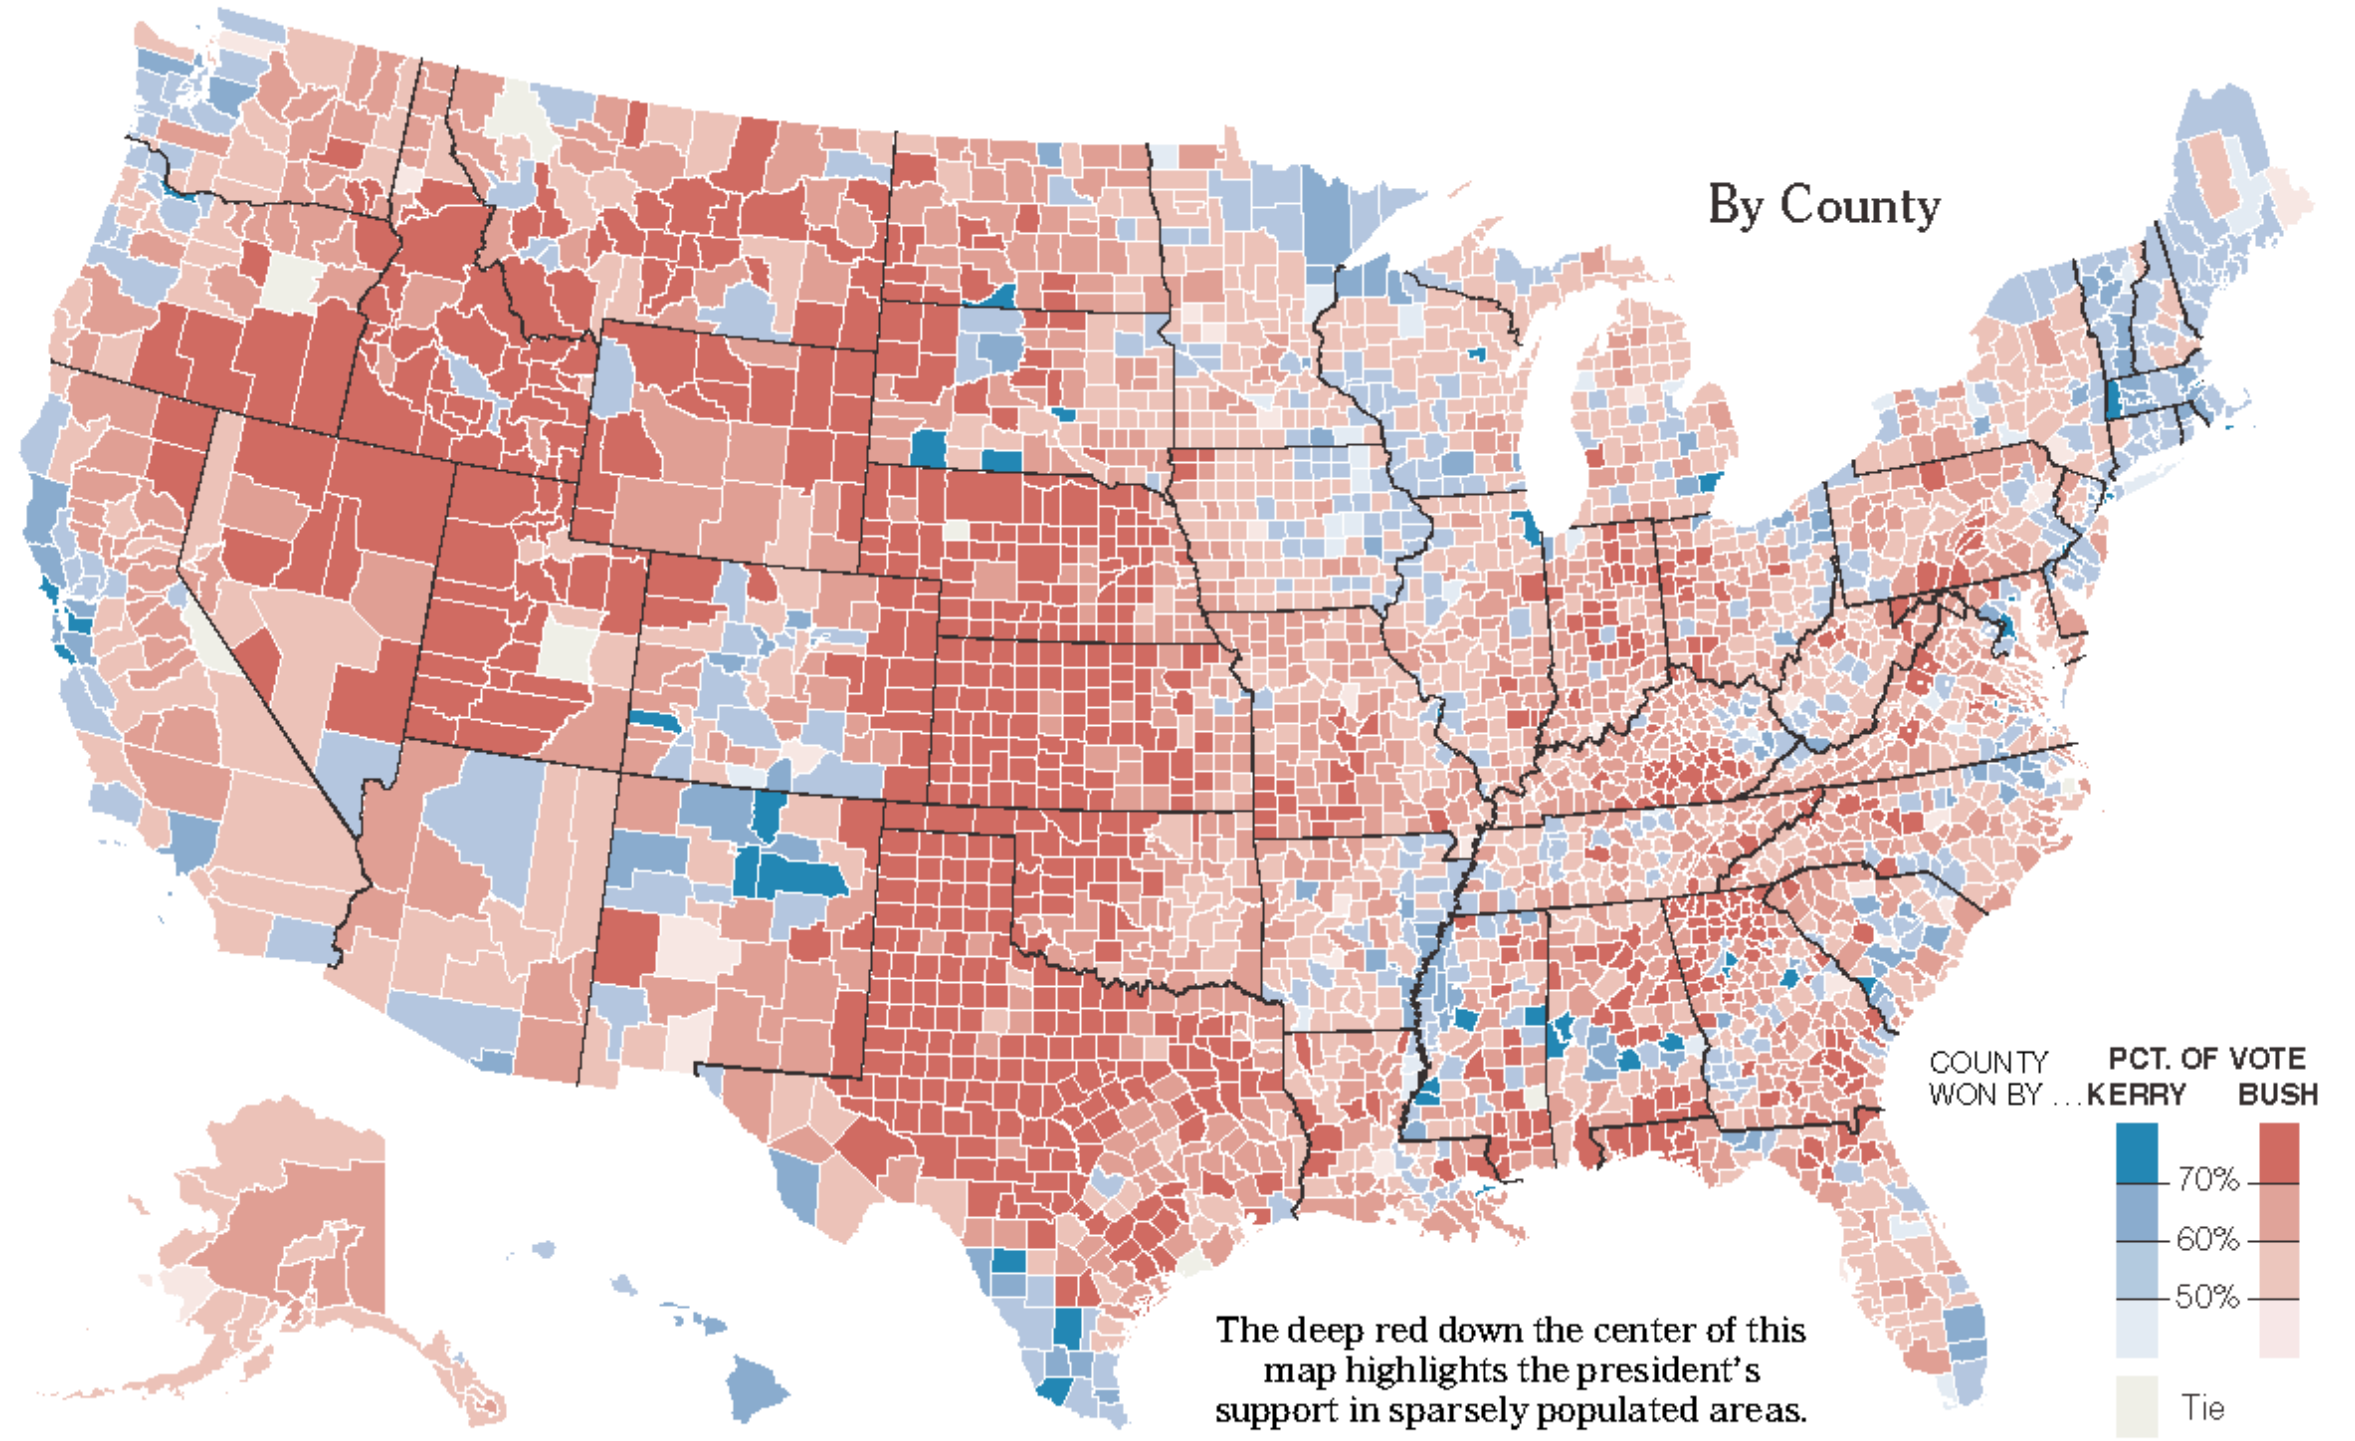 By County
The deep red down the center of this
map highlights the president's
support in sparsely populated areas.
COUNTY PCT. OF VOTE
WON BY ... KERRY BUSH
70%
60%
50%
Tie